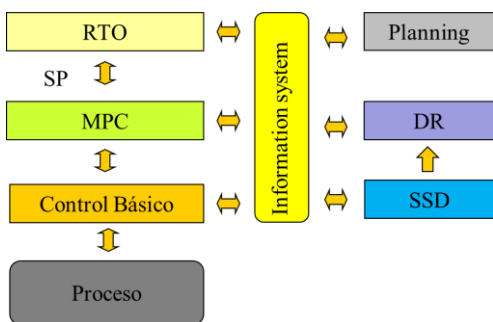 RTO
Planning
SP
MPC
Information system
DR
Control Básico
SSD
Proceso